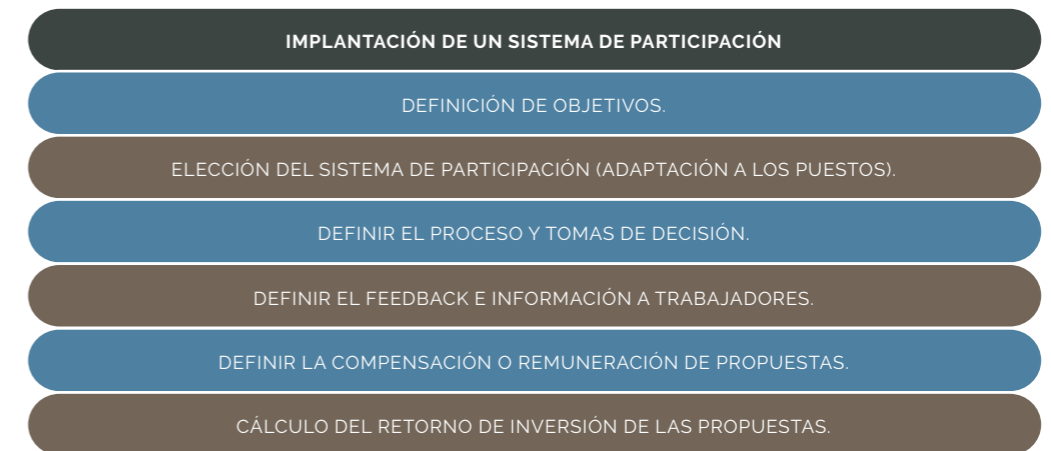 IMPLANTACIÓN DE UN SISTEMA DE PARTICIPACIÓN
DEFINICIÓN DE OBJETIVOS.
ELECCIÓN DEL SISTEMA DE PARTICIPACIÓN (ADAPTACIÓN A LOS PUESTOS).
DEFINIR EL PROCESO Y TOMAS DE DECISIÓN.
DEFINIR EL FEEDBACK E INFORMACIÓN A TRABAJADORES.
DEFINIR LA COMPENSACIÓN O REMUNERACIÓN DE PROPUESTAS.
CÁLCULO DEL RETORNO DE INVERSIÓN DE LAS PROPUESTAS.